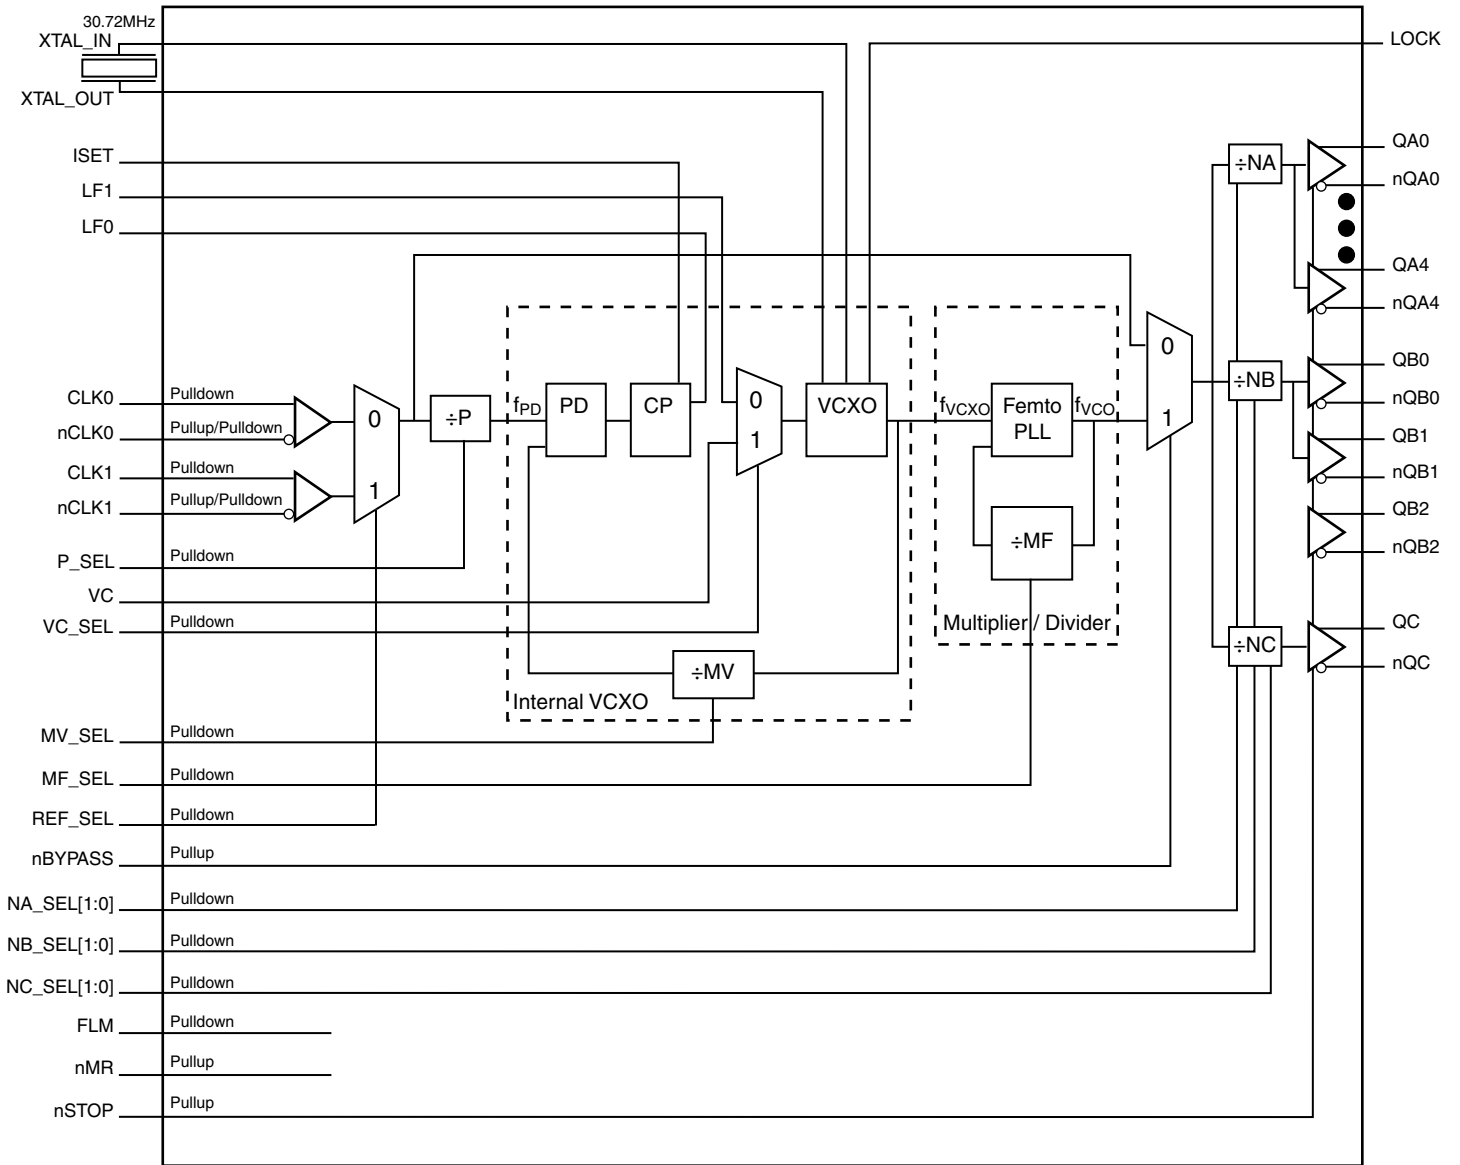 30.72MHz
XTAL_IN
XTAL_OUT
LOCK
ISET
LF1
LF0
÷NA
QA0
nQA0
QA4
nQA4
CLK0 Pulldown
nCLK0 Pullup/Pulldown
CLK1 Pulldown
nCLK1 Pullup/Pulldown
0
1
÷P
fPD
PD
CP
0
1
VCXO
fVCXO
Femto
PLL
fVCO
÷MF
Multiplier / Divider
0
1
÷NB
QB0
nQB0
QB1
nQB1
QB2
nQB2
÷NC
QC
nQC
P_SEL Pulldown
VC
VC_SEL Pulldown
÷MV
Internal VCXO
MV_SEL Pulldown
MF_SEL Pulldown
REF_SEL Pulldown
nBYPASS Pullup
NA_SEL[1:0] Pulldown
NB_SEL[1:0] Pulldown
NC_SEL[1:0] Pulldown
FLM Pulldown
nMR Pullup
nSTOP Pullup